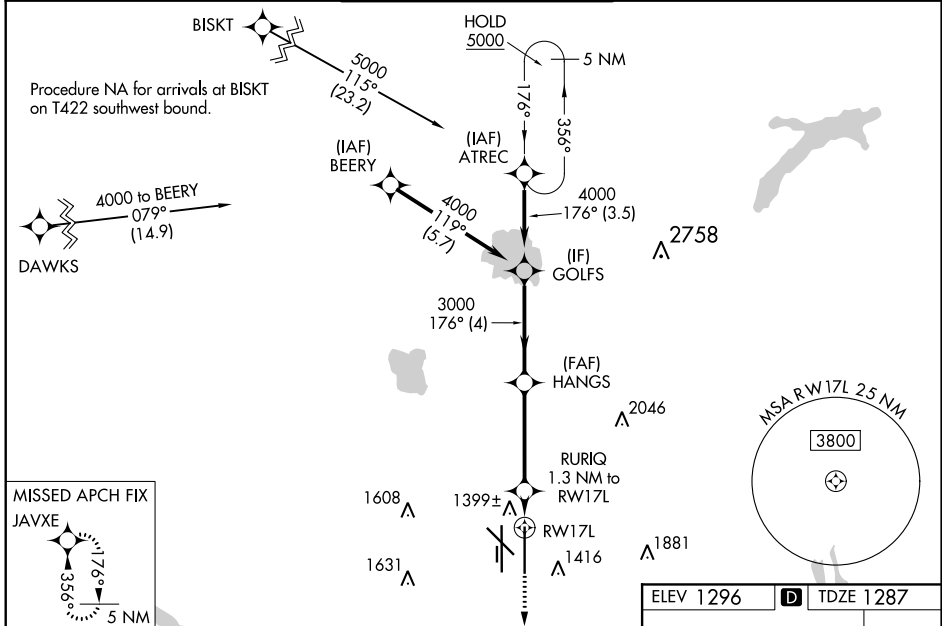 BISKT
HOLD
5000
5 NM
5000
115°
(23.2)
Procedure NA for arrivals at BISKT
on T422 southwest bound.
176°
356°
(IAF)
BEERY
(IAF)
ATREC
4000 to BEERY
079°
(14.9)
DAWKS
4000
119°
(5.7)
4000
176° (3.5)
2758
(IF)
GOLFS
3000
176° (4)
(FAF)
HANGS
2046
MSA RW17L 25 NM
3800
RURIQ
1.3 NM to
RW17L
MISSED APCH FIX
JAVXE
176°
356°
5 NM
1608
1399±
RW17L
1631
1416
1881
ELEV 1296 D TDZE 1287